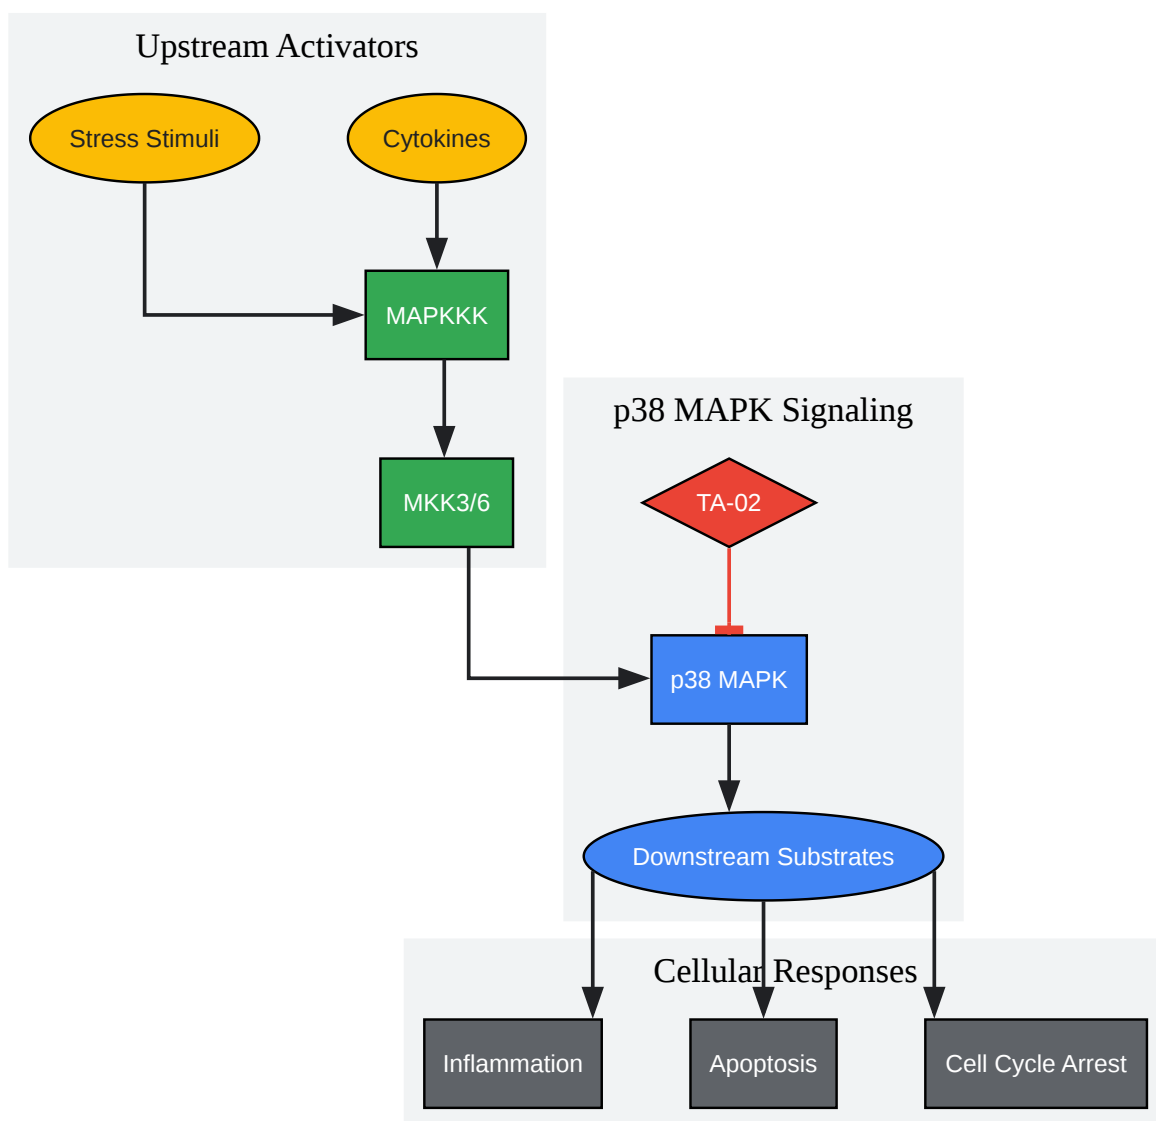 Upstream Activators
Stress Stimuli
Cytokines
MAPKKK
MKK3/6
p38 MAPK Signaling
TA-02
p38 MAPK
Downstream Substrates
Cellular Responses
Inflammation
Apoptosis
Cell Cycle Arrest